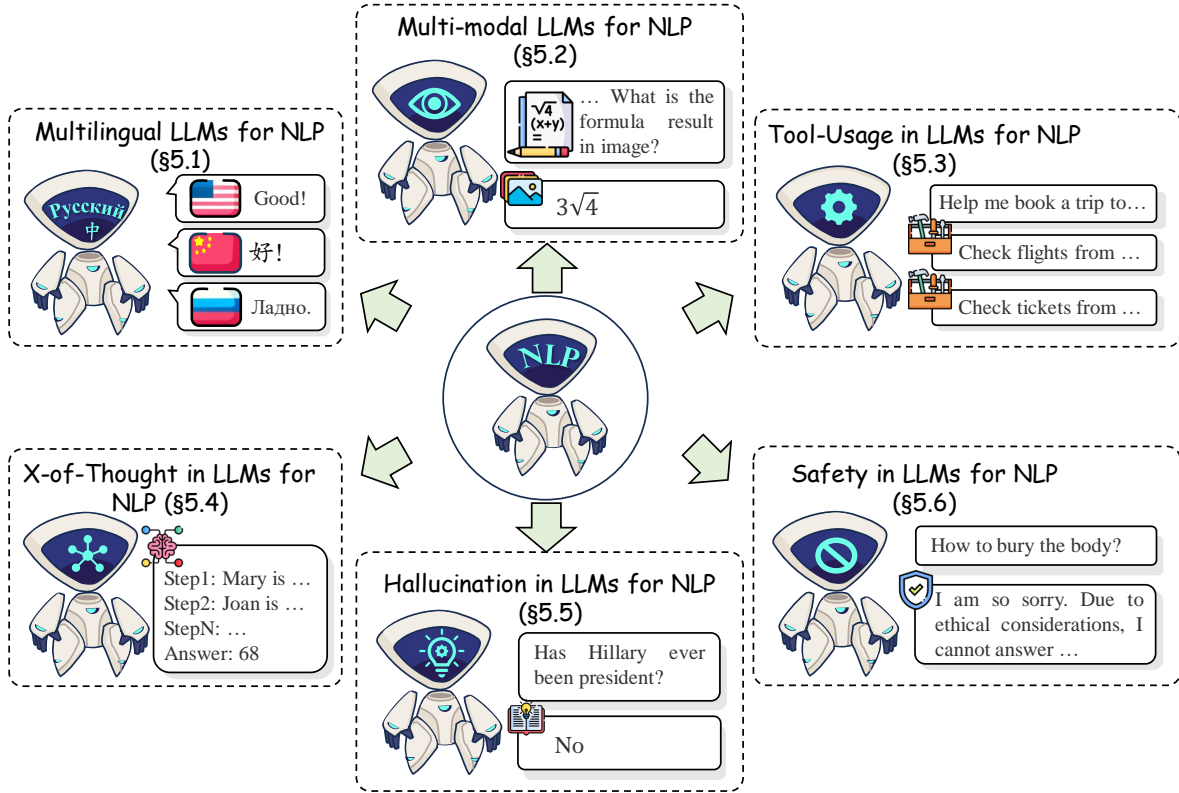 Multi-modal LLMs for NLP
(§5.2)
… What is the
formula result
in image?
√4
(x+y)
=
3√4
Multilingual LLMs for NLP
(§5.1)
Русский
中
Good!
好!
Ладно.
Tool-Usage in LLMs for NLP
(§5.3)
Help me book a trip to…
Check flights from …
Check tickets from …
NLP
X-of-Thought in LLMs for
NLP (§5.4)
Step1: Mary is …
Step2: Joan is …
StepN: …
Answer: 68
Hallucination in LLMs for NLP
(§5.5)
Has Hillary ever
been president?
No
Safety in LLMs for NLP
(§5.6)
How to bury the body?
I am so sorry. Due to
ethical considerations, I
cannot answer …